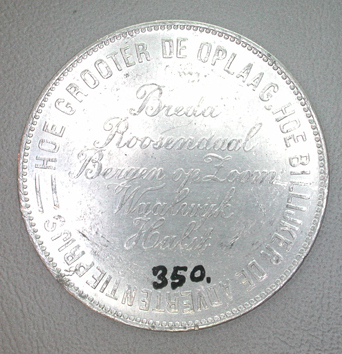 HOE GROOTER DE OPLAAG, HOE BILLIJKER DE ADVERTENTIEPRIJS
Breda
Roosendaal
Bergen op Zoom
Waalwijk
350.